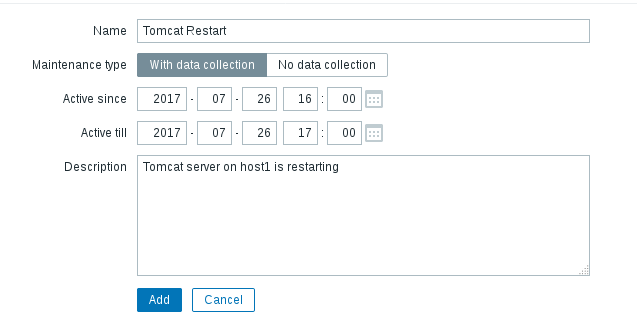 Name Tomcat Restart
Maintenance type With data collection No data collection
Active since 2017 - 07 - 26 16 : 00
Active till 2017 - 07 - 26 17 : 00
Description Tomcat server on host1 is restarting
Add Cancel